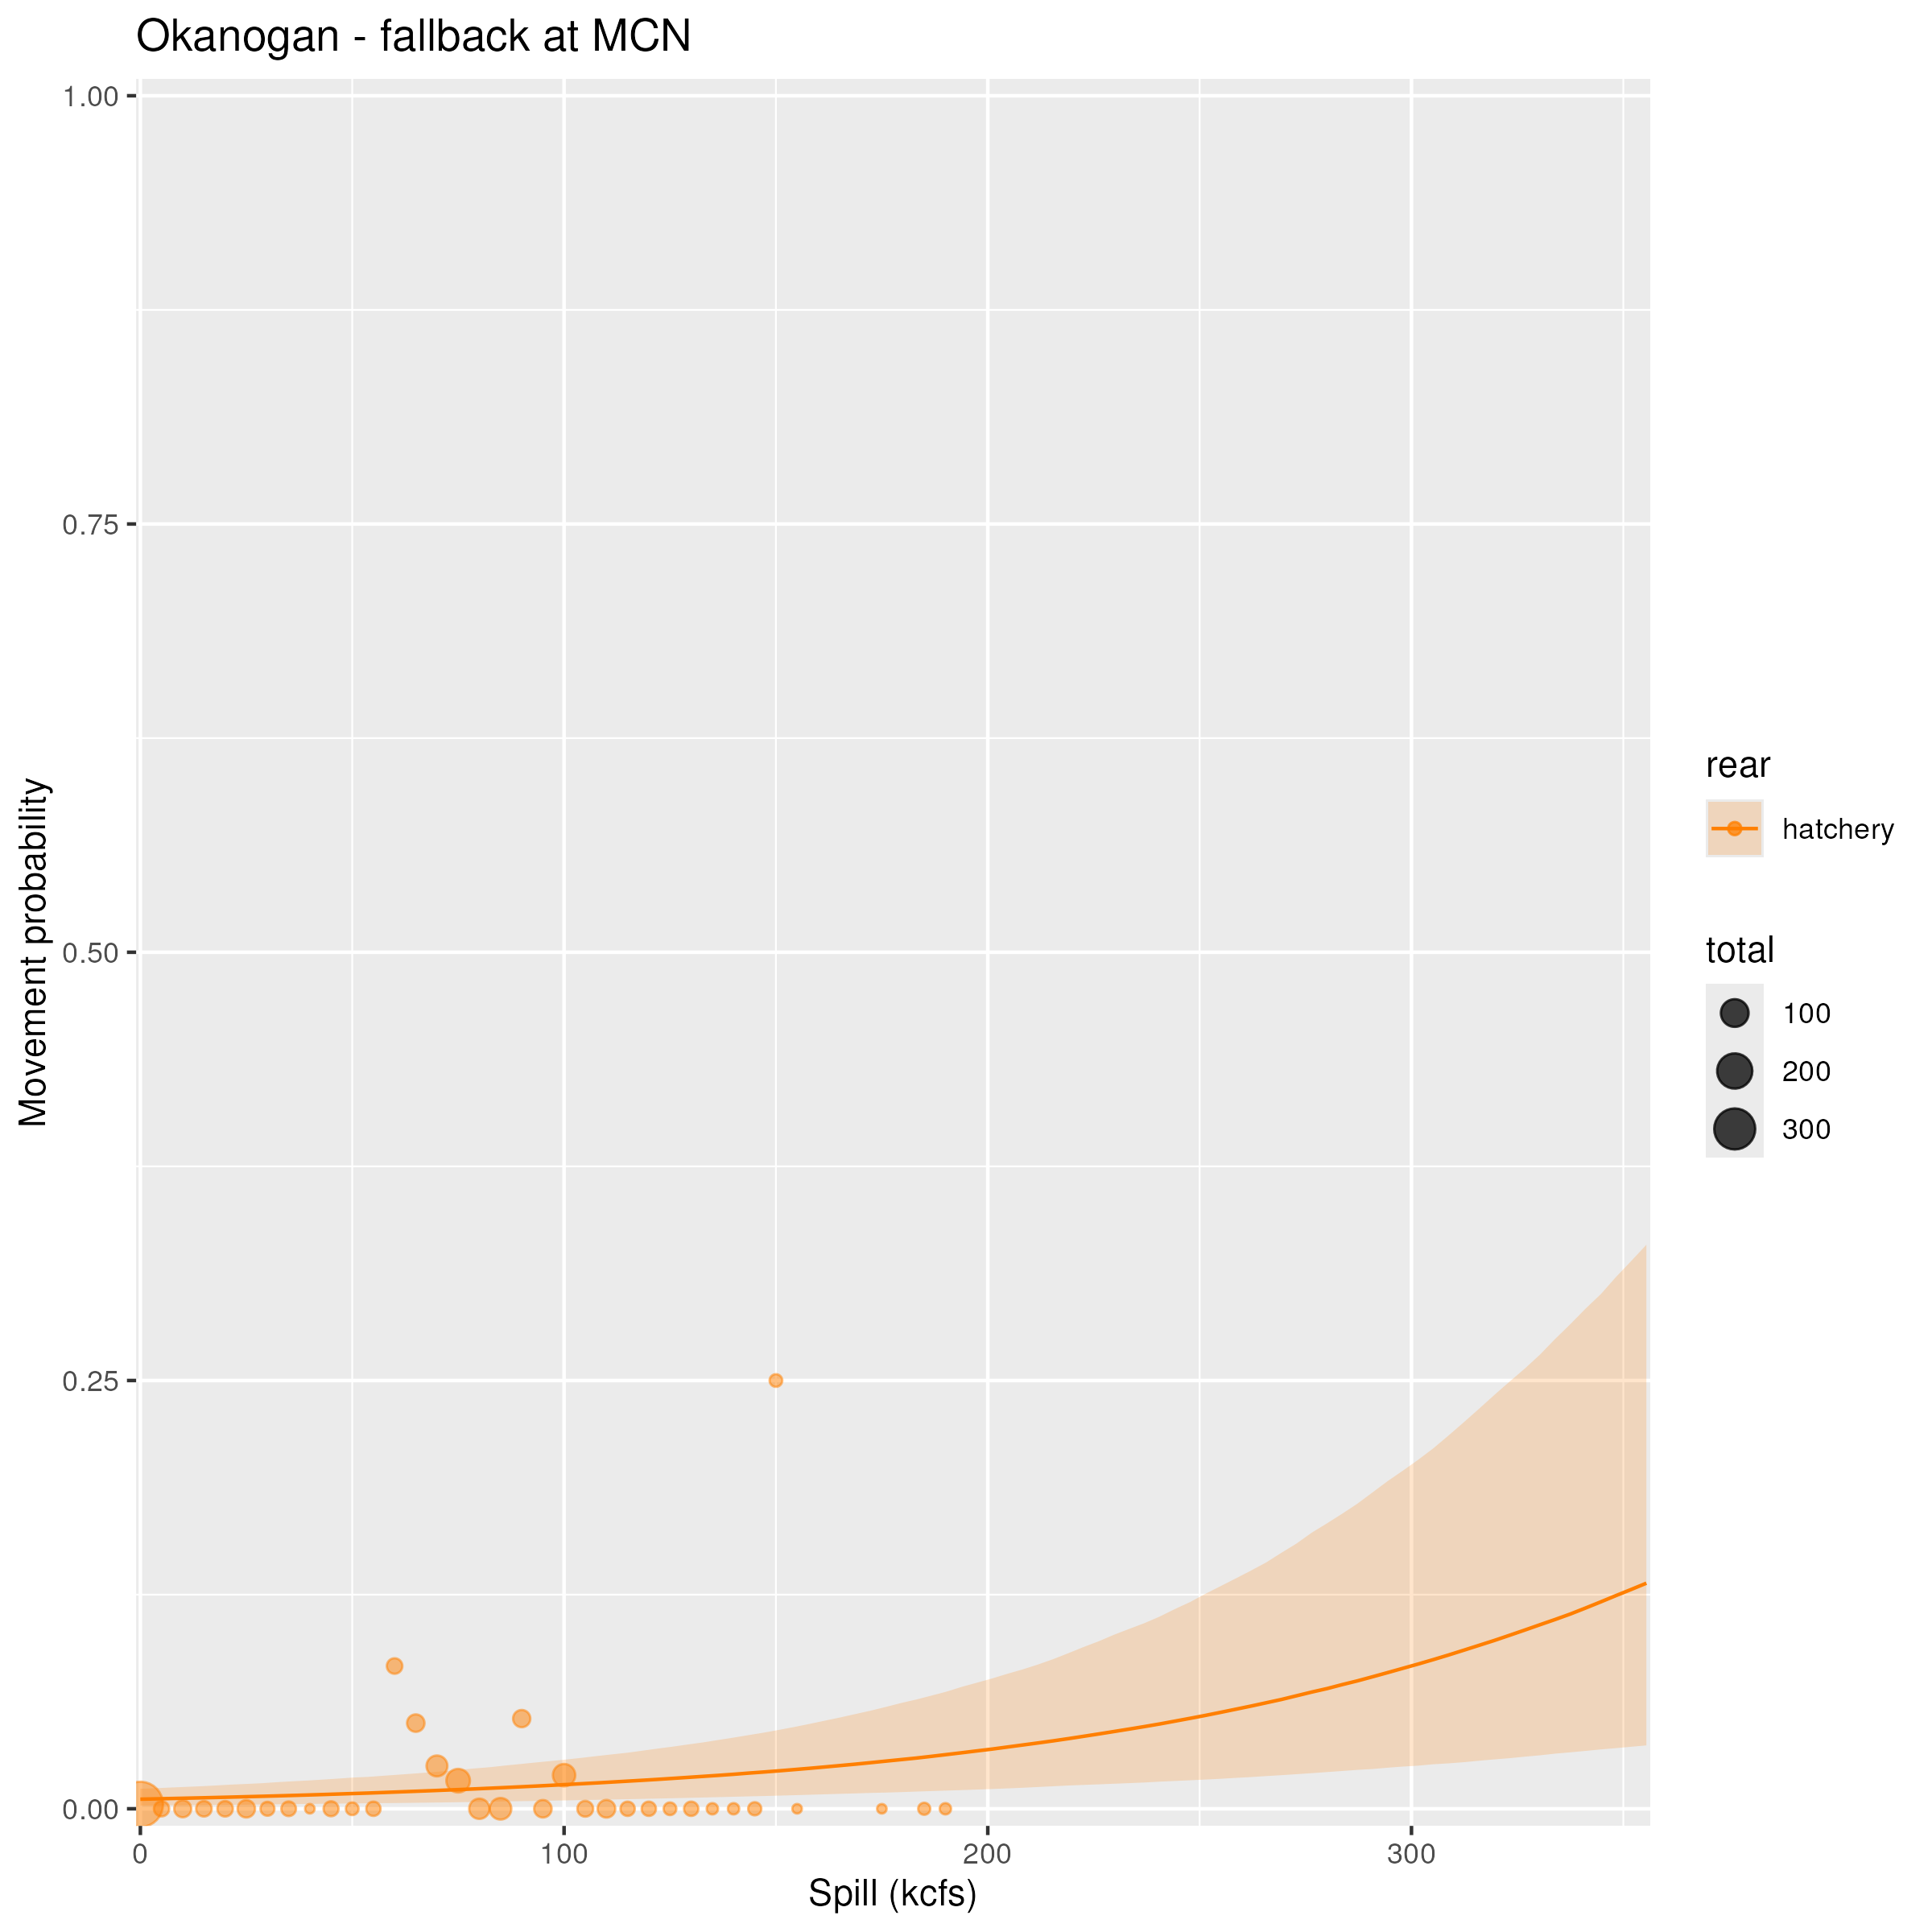 Okanogan - fallback at MCN
1.00
0.75
0.50
0.25
0.00
0
100
200
300
Spill (kcfs)
Movement probability
rear
hatchery
total
100
200
300